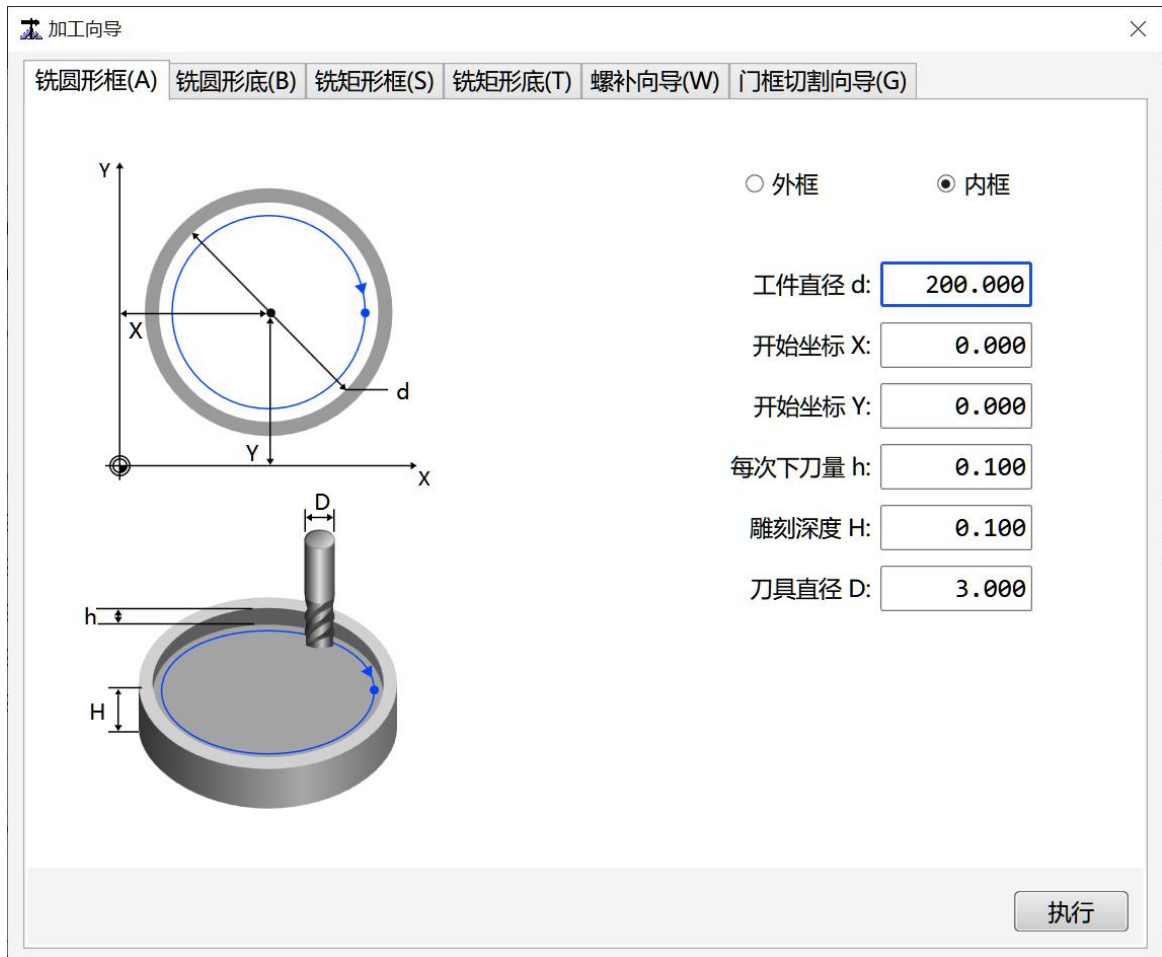 加工向导
铣圆形框(A) 铣圆形底(B) 铣矩形框(S) 铣矩形底(T) 螺补向导(W) 门框切割向导(G)
外框 内框
工件直径 d: 200.000
开始坐标 X: 0.000
开始坐标 Y: 0.000
每次下刀量 h: 0.100
雕刻深度 H: 0.100
刀具直径 D: 3.000
Y
X
d
Y
X
D
h
H
执行